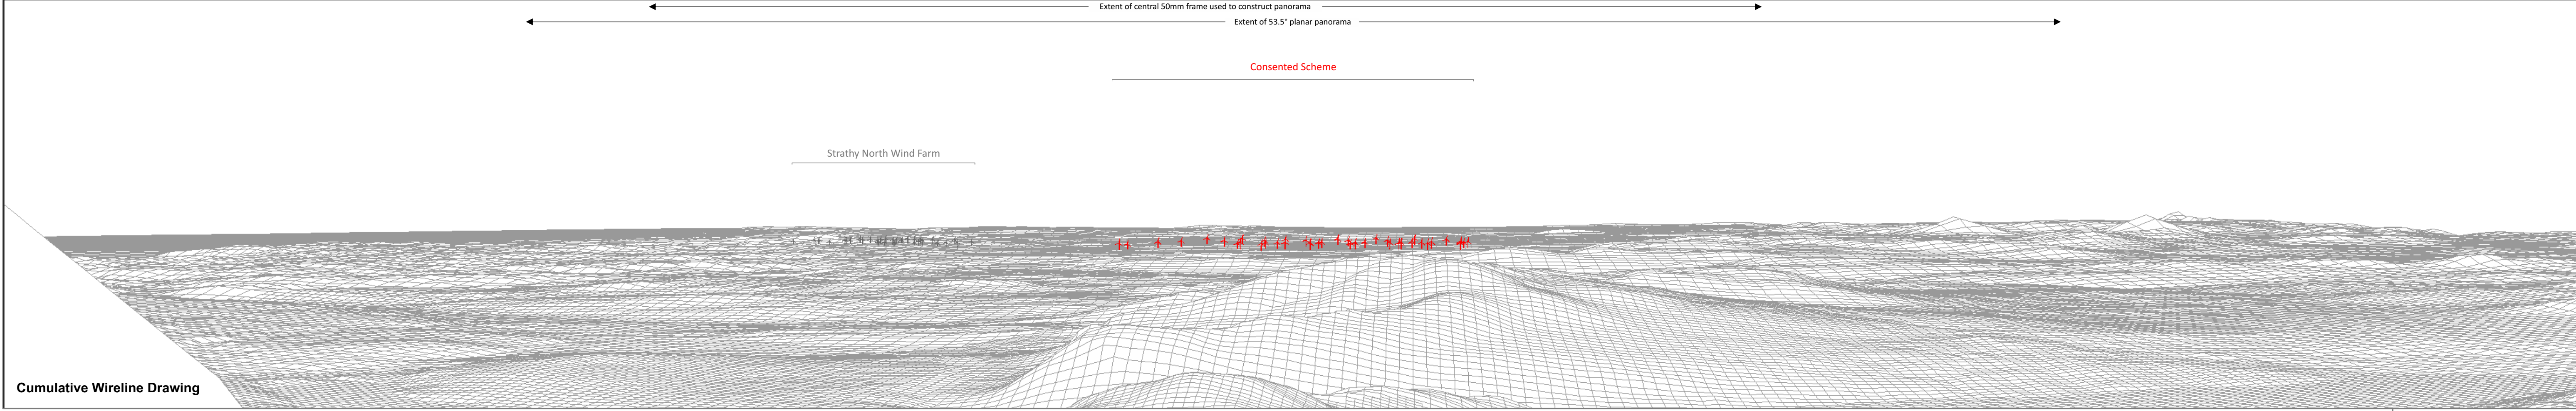 Extent of central 50mm frame used to construct panorama
Extent of 53.5° planar panorama
Consented Scheme
Strathy North Wind Farm
Cumulative Wireline Drawing